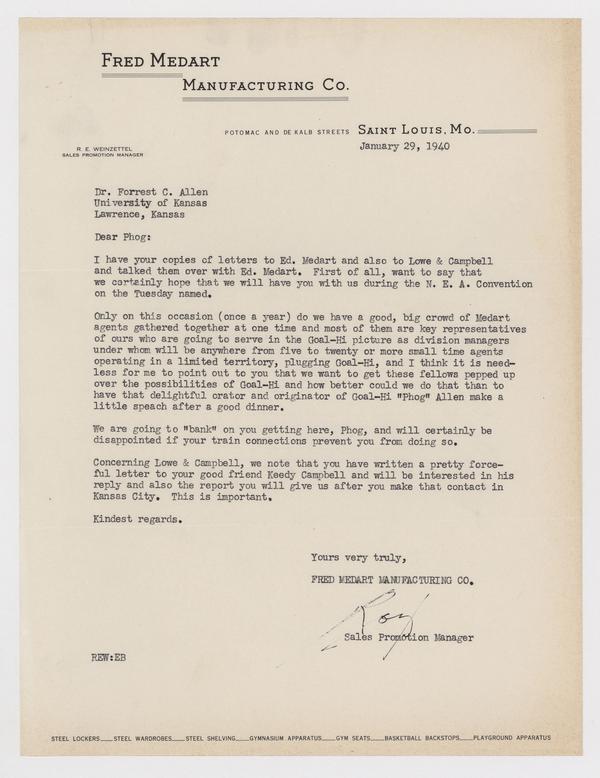 FRED MEDART
MANUFACTURING CO.
POTOMAC AND DE KALB STREETS SAINT LOUIS, MO.
January 29, 1940
R. E. WEINZETTEL
SALES PROMOTION MANAGER
Dr. Forrest C. Allen
University of Kansas
Lawrence, Kansas
Dear Phog:
I have your copies of letters to Ed. Medart and also to Lowe & Campbell
and talked them over with Ed. Medart. First of all, want to say that
we certainly hope that we will have you with us during the N. E. A. Convention
on the Tuesday named.
Only on this occasion (once a year) do we have a good, big crowd of Medart
agents gathered together at one time and most of them are key representatives
of ours who are going to serve in the Goal-Hi picture as division managers
under whom will be anywhere from five to twenty or more small time agents
operating in a limited territory, plugging Goal-Hi, and I think it is need-
less for me to point out to you that we want to get these fellows pepped up
over the possibilities of Goal-Hi and how better could we do that than to
have that delightful orator and originator of Goal-Hi "Phog" Allen make a
little speach after a good dinner.
We are going to "bank" on you getting here, Phog, and will certainly be
disappointed if your train connections prevent you from doing so.
Concerning Lowe & Campbell, we note that you have written a pretty force-
ful letter to your good friend Keedy Campbell and will be interested in his
reply and also the report you will give us after you make that contact in
Kansas City. This is important.
Kindest regards.
Yours very truly,
FRED MEDART MANUFACTURING CO.
Roy
Sales Promotion Manager
REW:EB
STEEL LOCKERS STEEL WARDROBES STEEL SHELVING GYMNASIUM APPARATUS GYM SEATS BASKETBALL BACKSTOPS PLAYGROUND APPARATUS